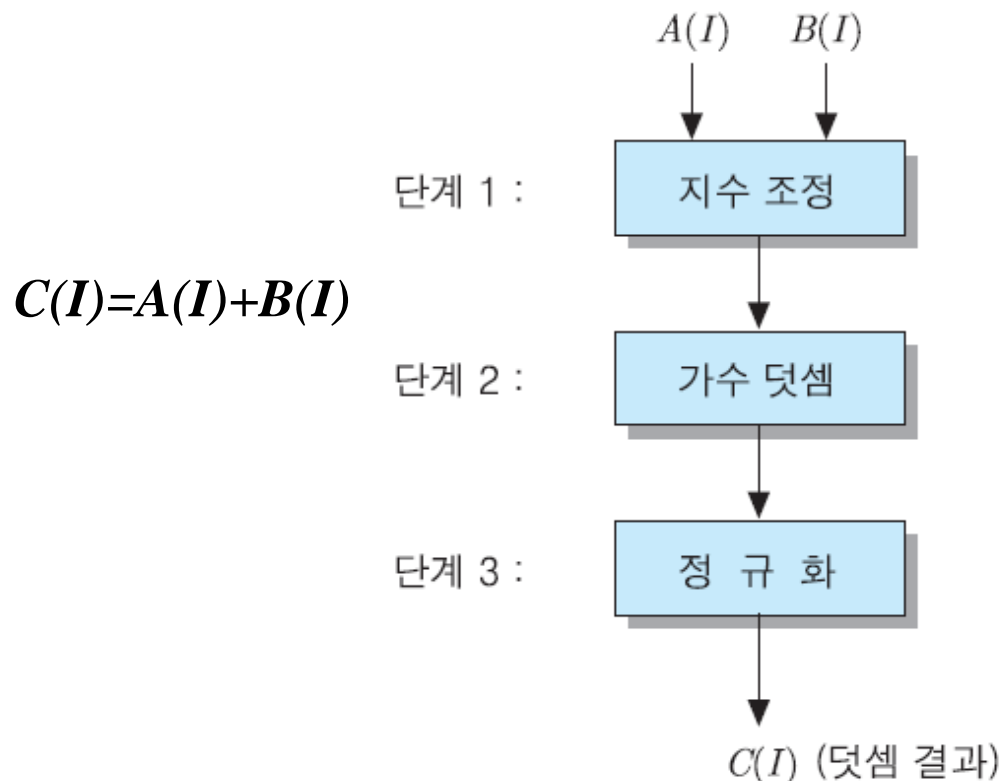 A(I) B(I)
단계 1 : 지수 조정
C(I)=A(I)+B(I)
단계 2 : 가수 덧셈
단계 3 : 정 규 화
C(I) (덧셈 결과)